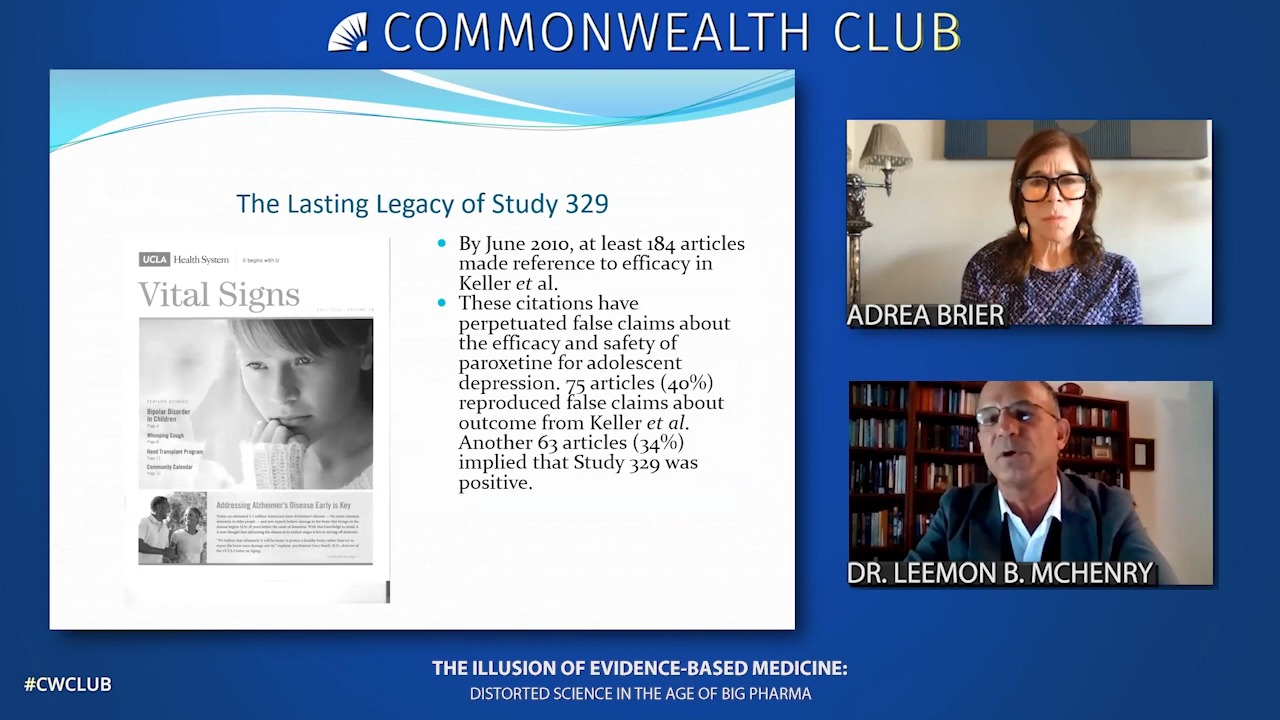 COMMONWEALTH CLUB
The Lasting Legacy of Study 329
UCLA Health System It begins with U
Vital Signs
FEATURE STORIES
Bipolar Disorder
in Children
Whooping Cough
Hand Transplant Program
Community Calendar
Addressing Alzheimer's Disease Early is Key
By June 2010, at least 184 articles
made reference to efficacy in
Keller et al.
These citations have
perpetuated false claims about
the efficacy and safety of
paroxetine for adolescent
depression. 75 articles (40%)
reproduced false claims about
outcome from Keller et al.
Another 63 articles (34%)
implied that Study 329 was
positive.
ADREA BRIER
DR. LEEMON B. MCHENRY
#CWCLUB
THE ILLUSION OF EVIDENCE-BASED MEDICINE:
DISTORTED SCIENCE IN THE AGE OF BIG PHARMA